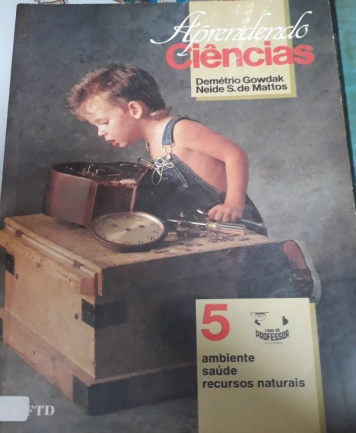 Aprendendo
Ciências
Demétrio Gowdak
Neide S. de Mattos
5
LIVRO DO
PROFESSOR
ambiente
saúde
recursos naturais
FTD